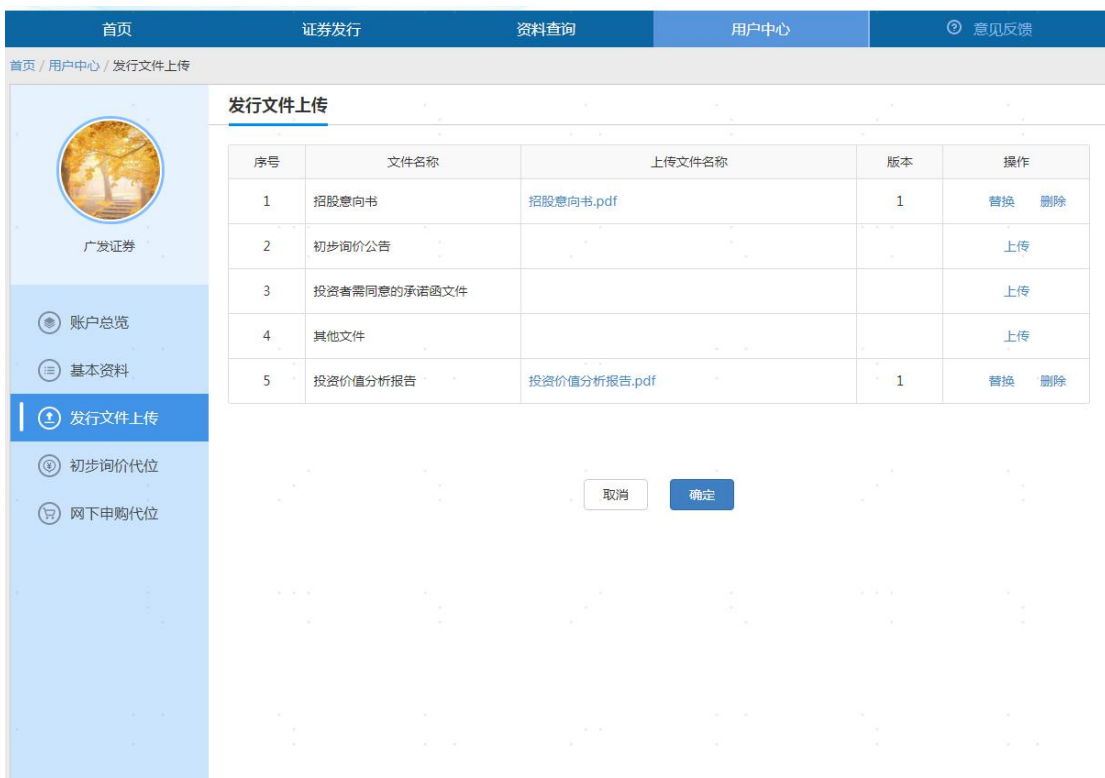 首页 证券发行 资料查询 用户中心 意见反馈
首页 / 用户中心 / 发行文件上传
发行文件上传
序号 文件名称 上传文件名称 版本 操作
1 招股意向书 招股意向书.pdf 1 替换 删除
2 初步询价公告 上传
3 投资者需同意的承诺函文件 上传
4 其他文件 上传
5 投资价值分析报告 投资价值分析报告.pdf 1 替换 删除
取消 确定
广发证券
账户总览
基本资料
发行文件上传
初步询价代位
网下申购代位